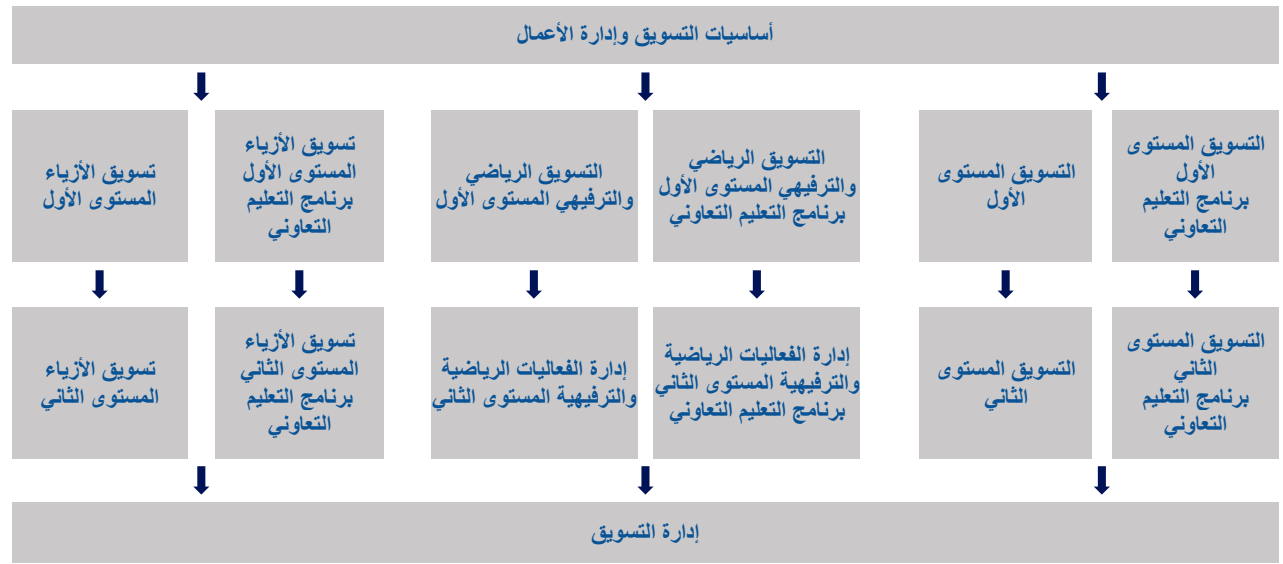 أساسيات التسويق وإدارة الأعمال
التسويق المستوى
الأول
برنامج التعليم
التعاوني
التسويق المستوى
الأول
التسويق الرياضي
والترفيهي المستوى الأول
برنامج التعليم التعاوني
التسويق الرياضي
والترفيهي المستوى الأول
تسويق الأزياء
المستوى الأول
برنامج التعليم
التعاوني
تسويق الأزياء
المستوى الأول
التسويق المستوى
الثاني
برنامج التعليم
التعاوني
التسويق المستوى
الثاني
إدارة الفعاليات الرياضية
والترفيهية المستوى الثاني
برنامج التعليم التعاوني
إدارة الفعاليات الرياضية
والترفيهية المستوى الثاني
تسويق الأزياء
المستوى الثاني
برنامج التعليم
التعاوني
تسويق الأزياء
المستوى الثاني
إدارة التسويق